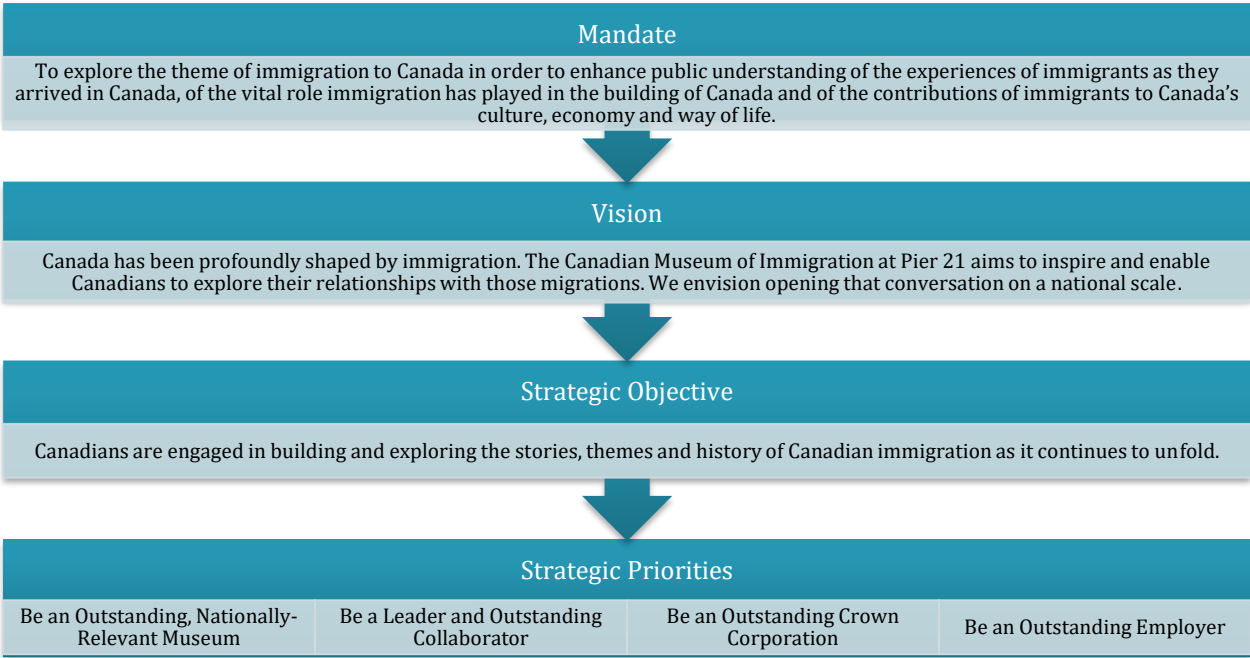 Mandate
To explore the theme of immigration to Canada in order to enhance public understanding of the experiences of immigrants as they
arrived in Canada, of the vital role immigration has played in the building of Canada and of the contributions of immigrants to Canada’s
culture, economy and way of life.
Vision
Canada has been profoundly shaped by immigration. The Canadian Museum of Immigration at Pier 21 aims to inspire and enable
Canadians to explore their relationships with those migrations. We envision opening that conversation on a national scale.
Strategic Objective
Canadians are engaged in building and exploring the stories, themes and history of Canadian immigration as it continues to unfold.
Strategic Priorities
Be an Outstanding, Nationally-
Relevant Museum
Be a Leader and Outstanding
Collaborator
Be an Outstanding Crown
Corporation
Be an Outstanding Employer